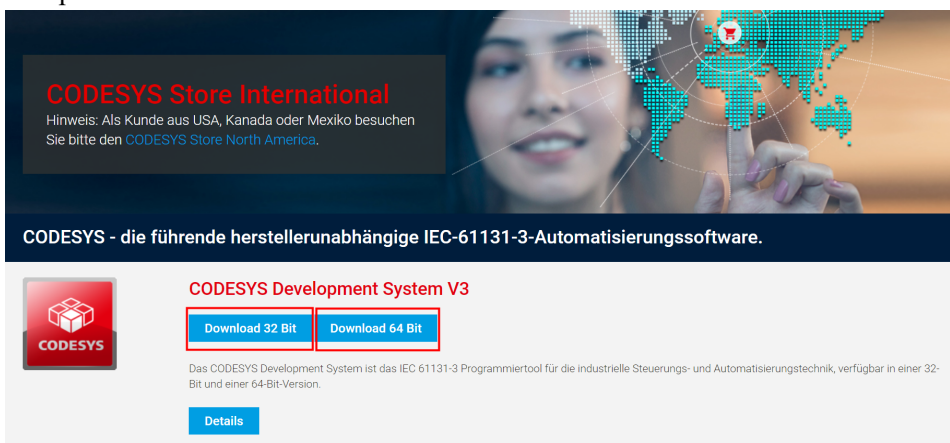 CODESYS Store International
Hinweis: Als Kunde aus USA, Kanada oder Mexiko besuchen
Sie bitte den CODESYS Store North America.
CODESYS - die führende herstellerunabhängige IEC-61131-3-Automatisierungssoftware.
CODESYS
CODESYS Development System V3
Download 32 Bit Download 64 Bit
Das CODESYS Development System ist das IEC 61131-3 Programmiertool für die industrielle Steuerungs- und Automatisierungstechnik, verfügbar in einer 32-
Bit und einer 64-Bit-Version.
Details